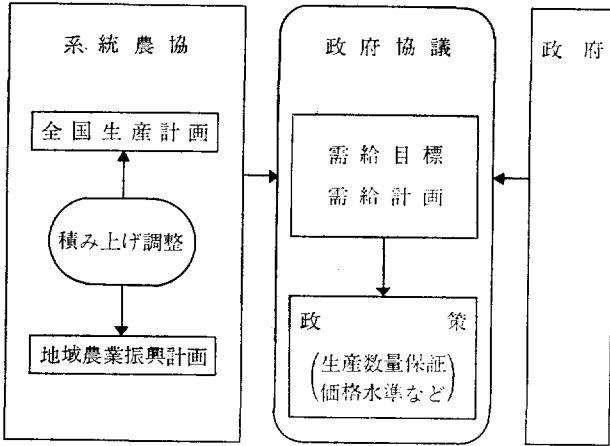 系統農協
全国生産計画
積み上げ調整
地域農業振興計画
政府協議
需給目標
需給計画
政策
(生産数量保証
価格水準など)
政府